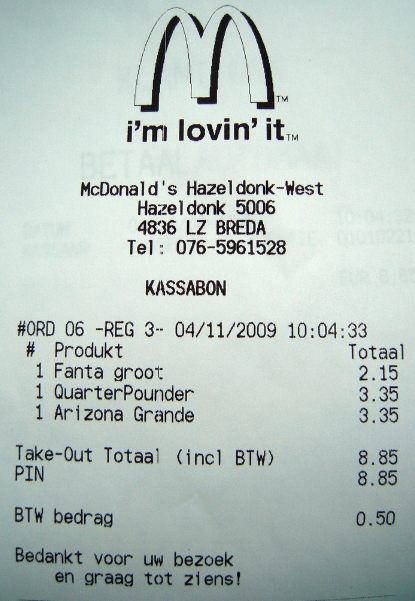 i'm lovin' it™
McDonald's Hazeldonk-West
Hazeldonk 5006
4836 LZ BREDA
Tel: 076-5961528
KASSABON
#ORD 06 -REG 3- 04/11/2009 10:04:33
# Produkt Totaal
1 Fanta groot 2.15
1 QuarterPounder 3.35
1 Arizona Grande 3.35
Take-Out Totaal (incl BTW) 8.85
PIN 8.85
BTW bedrag 0.50
Bedankt voor uw bezoek
en graag tot ziens!